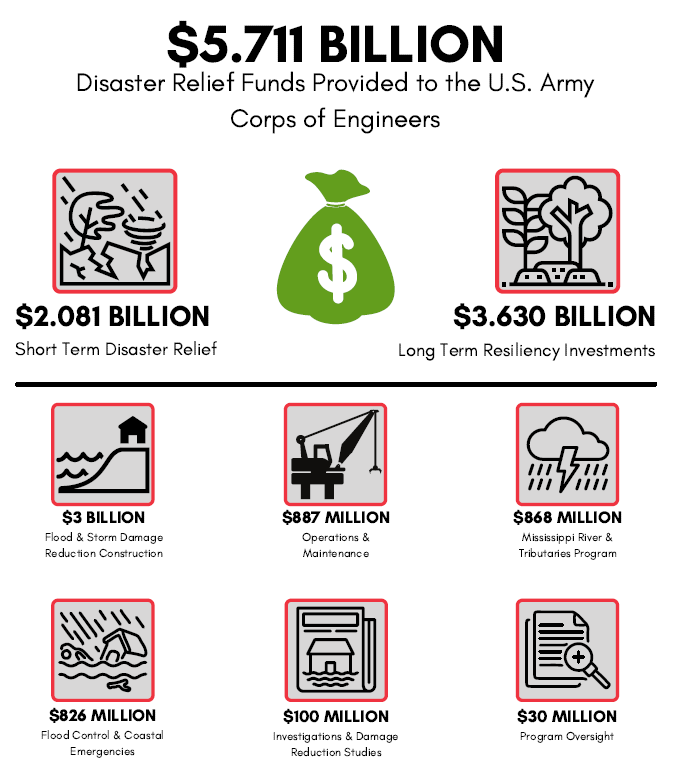 $5.711 BILLION
Disaster Relief Funds Provided to the U.S. Army
Corps of Engineers
$2.081 BILLION
Short Term Disaster Relief
$
$3.630 BILLION
Long Term Resiliency Investments
$3 BILLION
Flood & Storm Damage
Reduction Construction
$887 MILLION
Operations &
Maintenance
$868 MILLION
Mississippi River &
Tributaries Program
$826 MILLION
Flood Control & Coastal
Emergencies
$100 MILLION
Investigations & Damage
Reduction Studies
$30 MILLION
Program Oversight